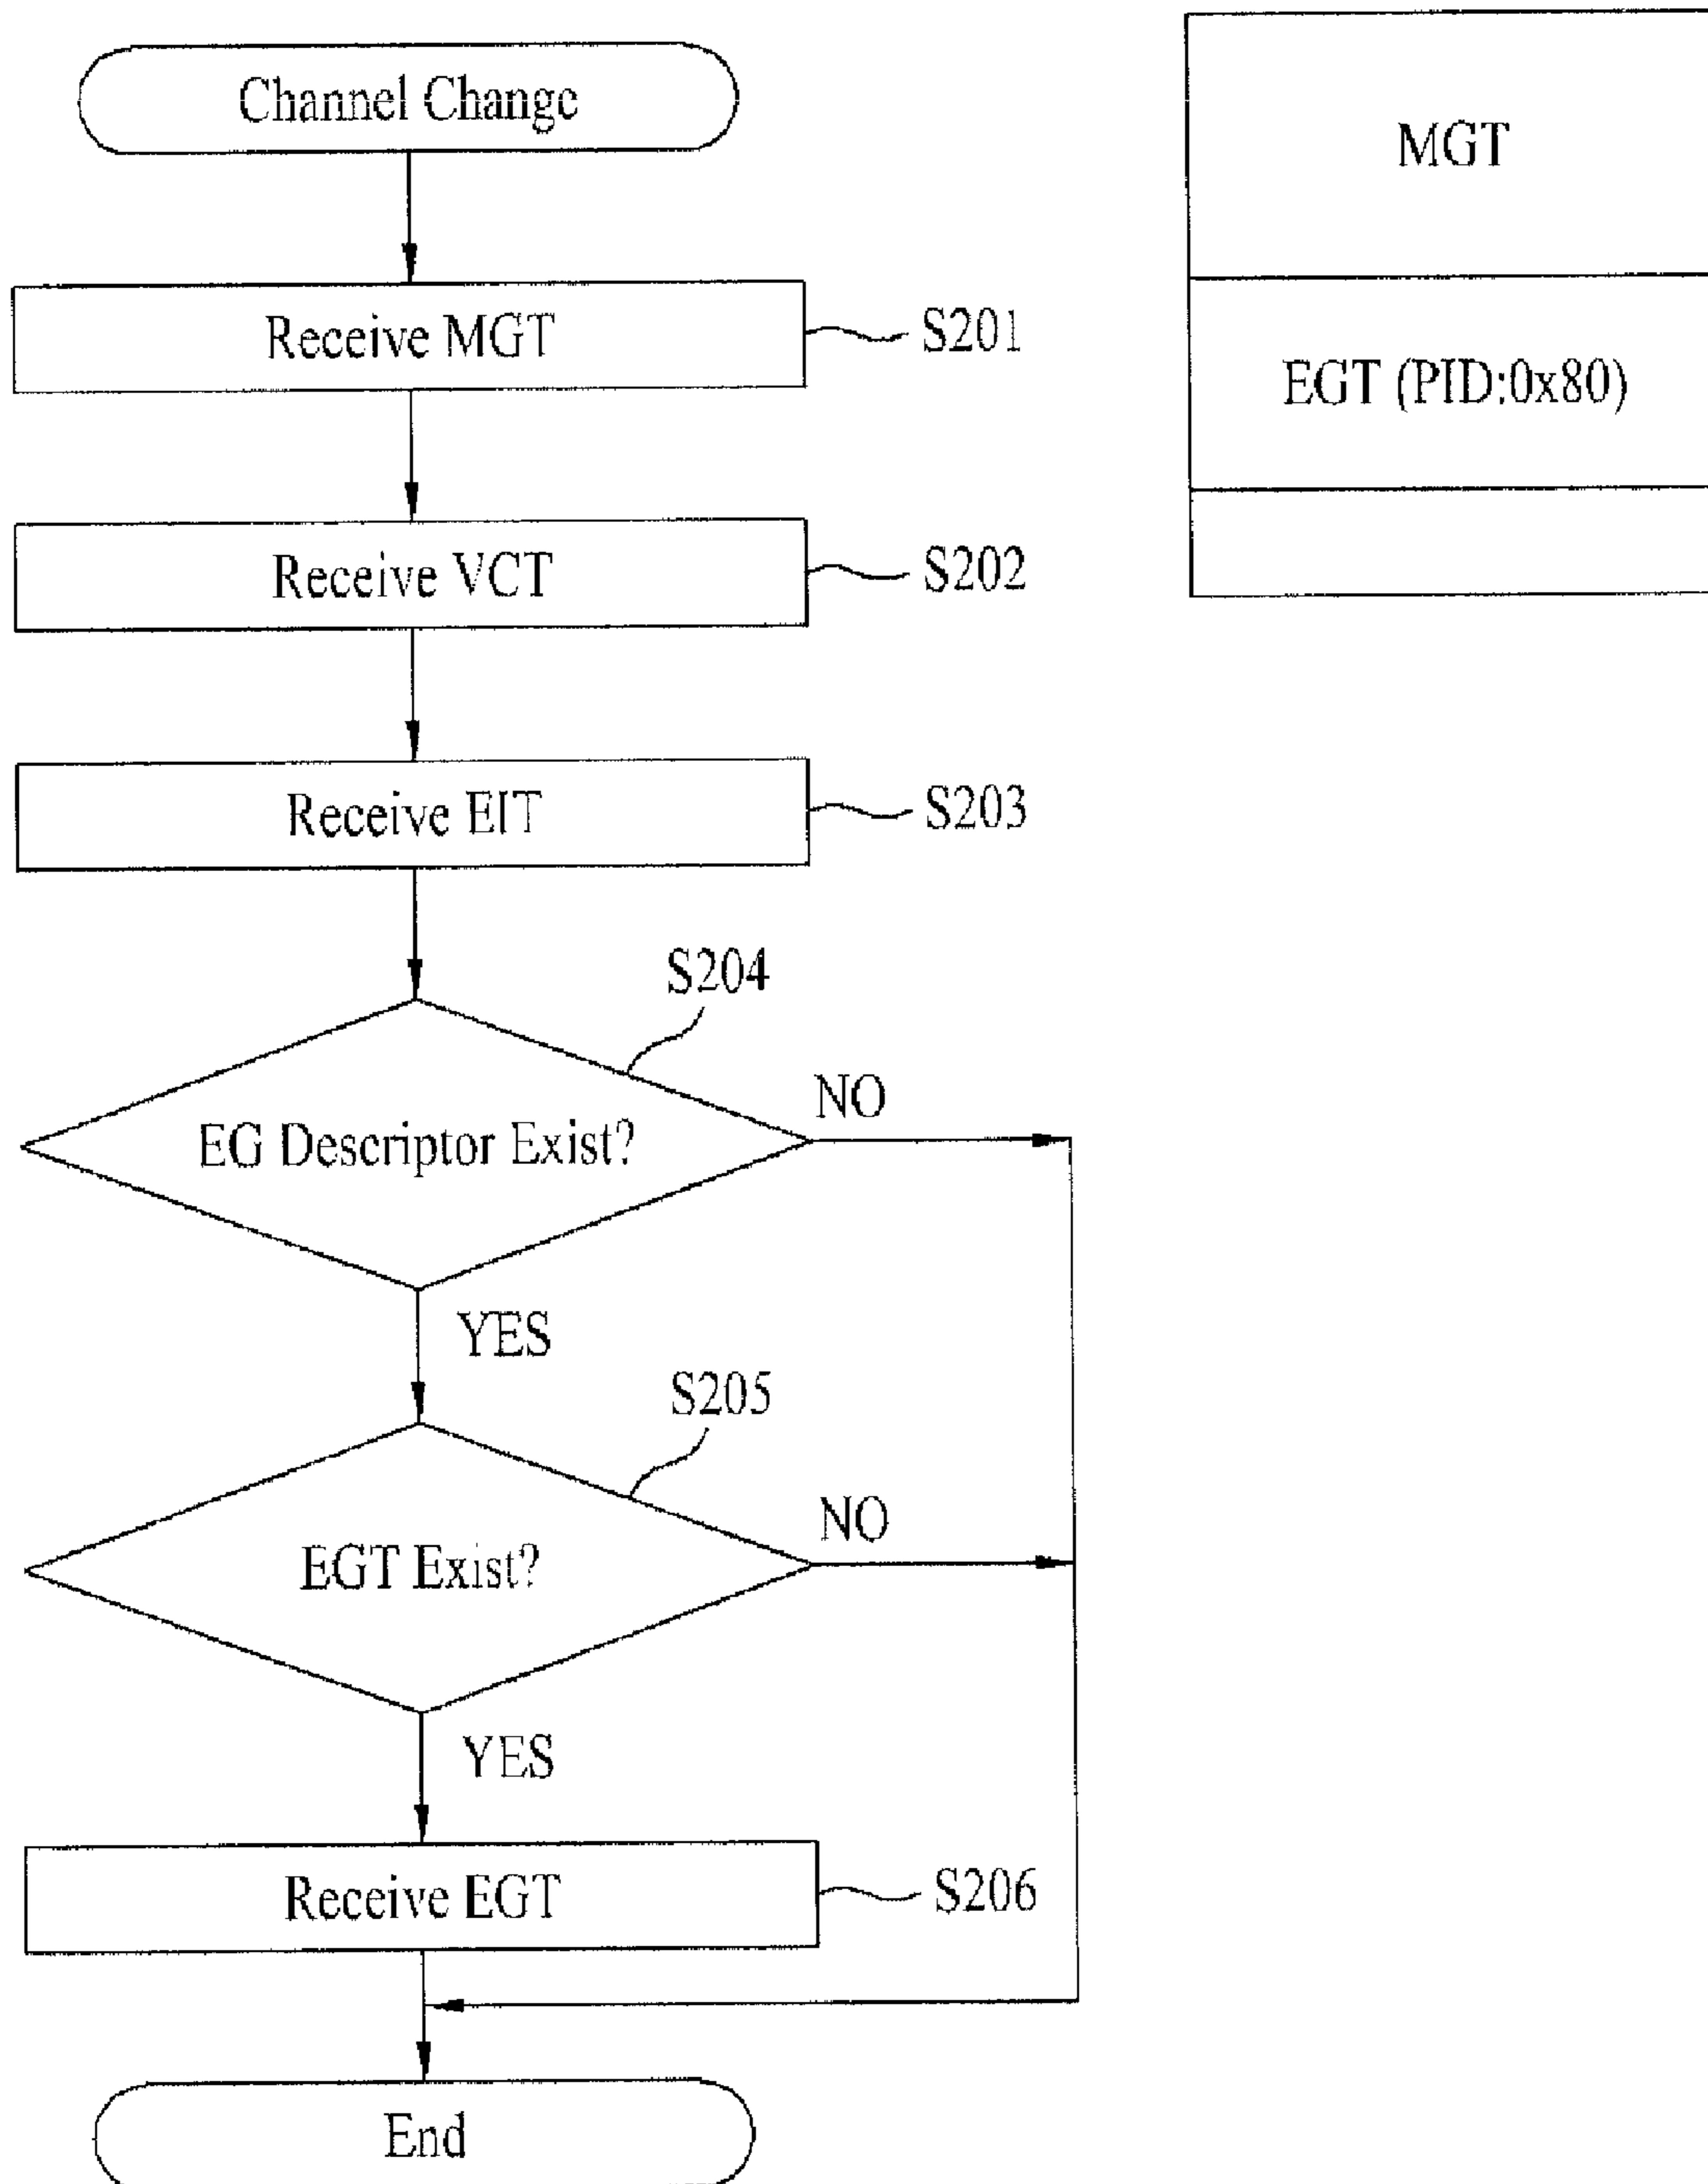 Channel Change
Receive MGT
S201
Receive VCT
S202
Receive EIT
S203
S204
EG Descriptor Exist?
NO
YES
S205
EGT Exist?
NO
YES
Receive EGT
S206
End
MGT
EGT (PID:0x80)